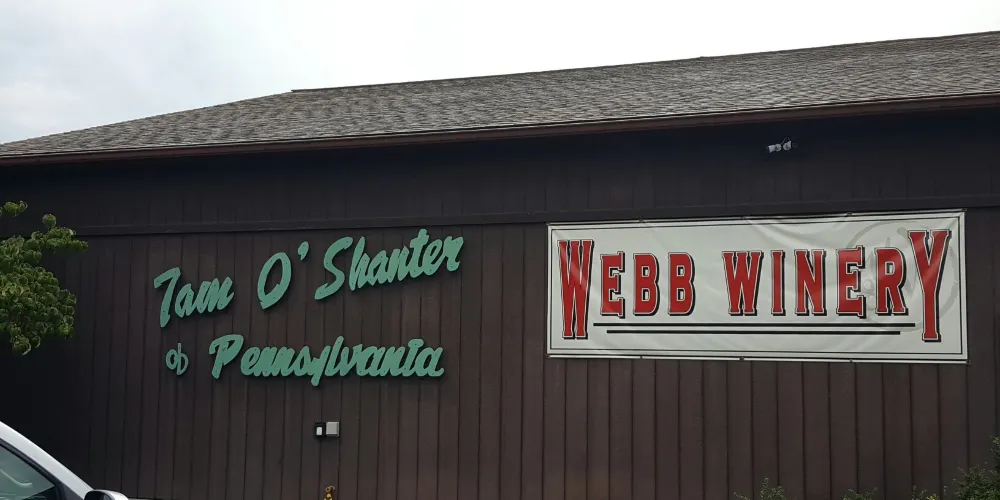 Tam O' Shanter
of Pennsylvania
WEBB WINERY